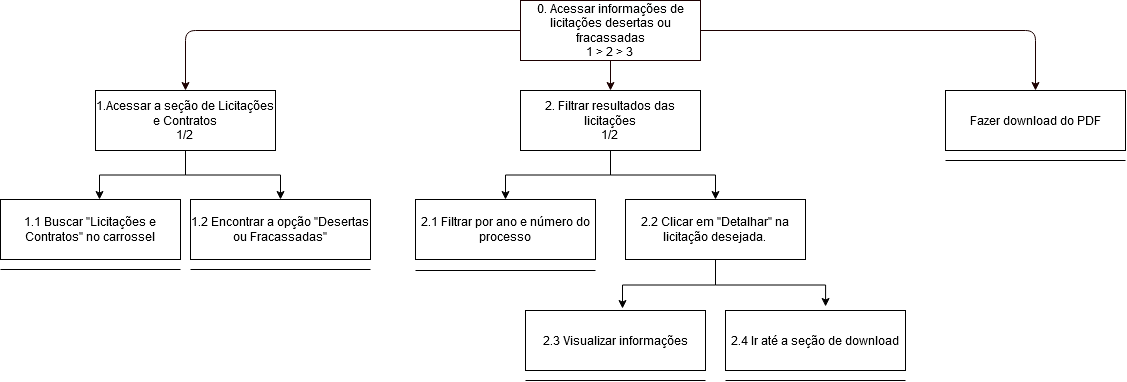 0. Acessar informações de
licitações desertas ou
fracassadas
1 > 2 > 3
1.Acessar a seção de Licitações
e Contratos
1/2
2. Filtrar resultados das
licitações
1/2
Fazer download do PDF
1.1 Buscar "Licitações e
Contratos" no carrossel
1.2 Encontrar a opção "Desertas
ou Fracassadas"
2.1 Filtrar por ano e número do
processo
2.2 Clicar em "Detalhar" na
licitação desejada.
2.3 Visualizar informações
2.4 Ir até a seção de download